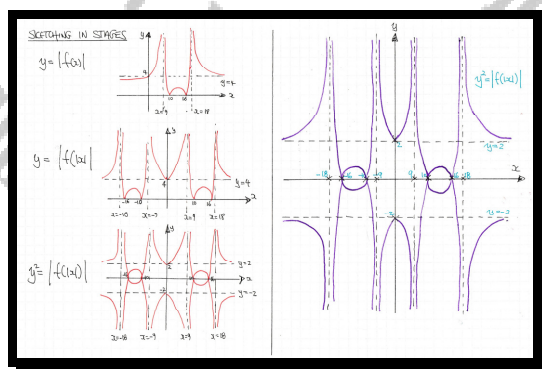 SKETCHING IN STAGES
y = |f(x)|
y
4
y=4
10 16
x
x=9 x=18
y = |f(|x|)|
y
4
y=4
-16 -10 10 16
x
x=-10 x=-9 x=9 x=18
y² = |f(|x|)|
y
2
y=2
x
-2
y=-2
x=-18 x=-9 x=9 x=18
y
y²=|f(|x|)|
2
y=2
x
-18 -16 -9 9 10 16 18